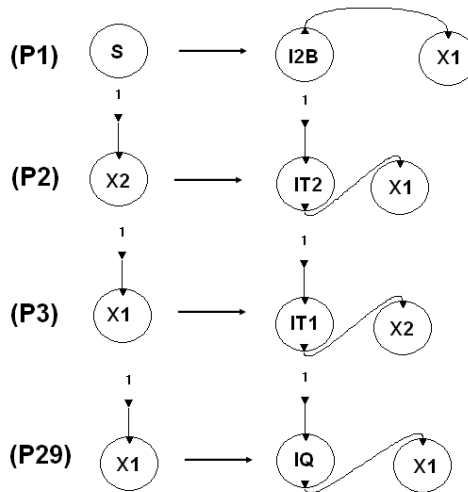 (P1) S I2B X1
1 1
(P2) X2 IT2 X1
1 1
(P3) X1 IT1 X2
1 1
(P29) X1 IQ X1